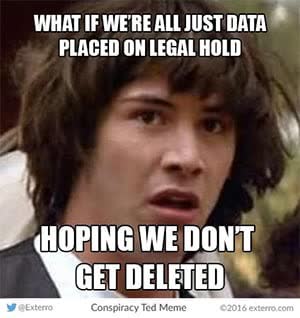 WHAT IF WE'RE ALL JUST DATA
PLACED ON LEGAL HOLD
HOPING WE DON'T
GET DELETED
@Exterro Conspiracy Ted Meme ©2016 exterro.com